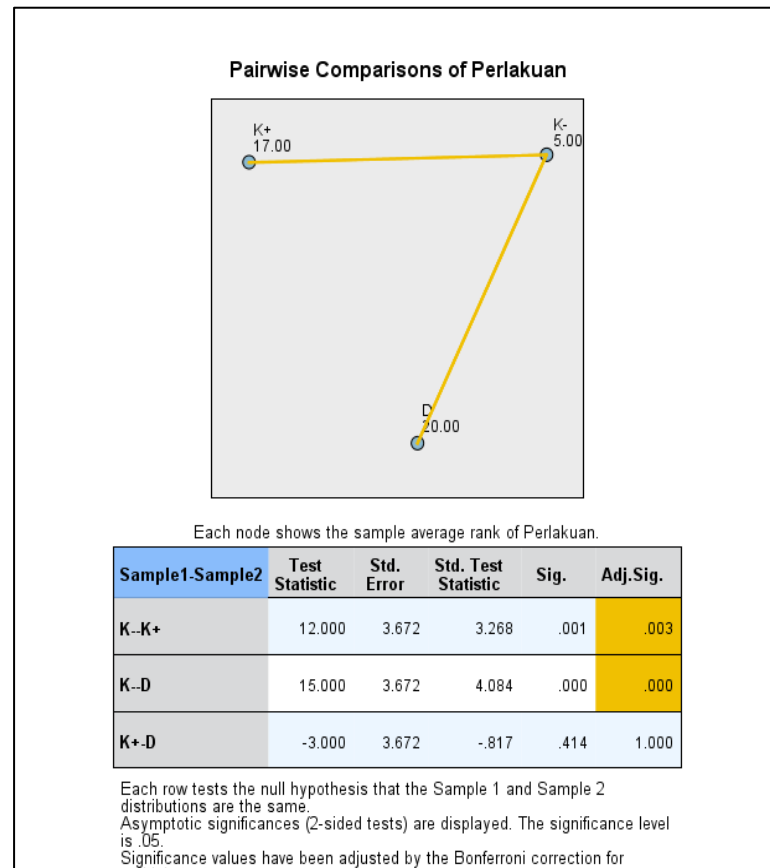 Pairwise Comparisons of Perlakuan
K+
17.00
K-
5.00
D
20.00
Each node shows the sample average rank of Perlakuan.
Sample1-Sample2 Test Statistic Std. Error Std. Test Statistic Sig. Adj.Sig.
K--K+ 12.000 3.672 3.268 .001 .003
K--D 15.000 3.672 4.084 .000 .000
K+-D -3.000 3.672 -.817 .414 1.000
Each row tests the null hypothesis that the Sample 1 and Sample 2
distributions are the same.
Asymptotic significances (2-sided tests) are displayed. The significance level
is .05.
Significance values have been adjusted by the Bonferroni correction for